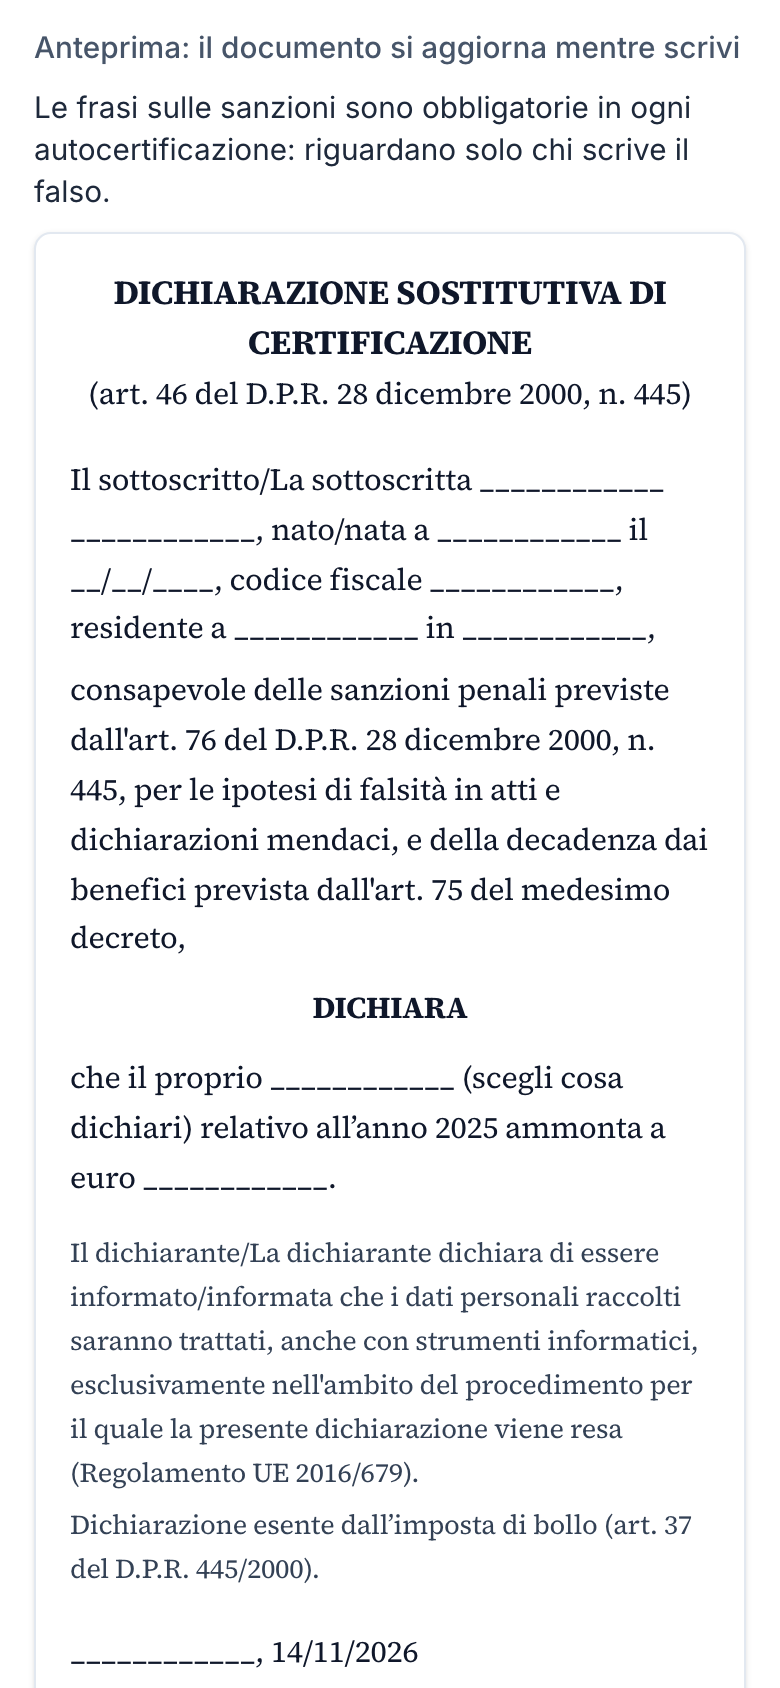 Anteprima: il documento si aggiorna mentre scrivi
Le frasi sulle sanzioni sono obbligatorie in ogni
autocertificazione: riguardano solo chi scrive il
falso.
DICHIARAZIONE SOSTITUTIVA DI
CERTIFICAZIONE
(art. 46 del D.P.R. 28 dicembre 2000, n. 445)
Il sottoscritto/La sottoscritta ____________
____________, nato/nata a ____________ il
__/__/____, codice fiscale ____________,
residente a ____________ in ____________,
consapevole delle sanzioni penali previste
dall'art. 76 del D.P.R. 28 dicembre 2000, n.
445, per le ipotesi di falsità in atti e
dichiarazioni mendaci, e della decadenza dai
benefici prevista dall'art. 75 del medesimo
decreto,
DICHIARA
che il proprio ____________ (scegli cosa
dichiari) relativo all’anno 2025 ammonta a
euro ____________.
Il dichiarante/La dichiarante dichiara di essere
informato/informata che i dati personali raccolti
saranno trattati, anche con strumenti informatici,
esclusivamente nell'ambito del procedimento per
il quale la presente dichiarazione viene resa
(Regolamento UE 2016/679).
Dichiarazione esente dall’imposta di bollo (art. 37
del D.P.R. 445/2000).
____________, 14/11/2026